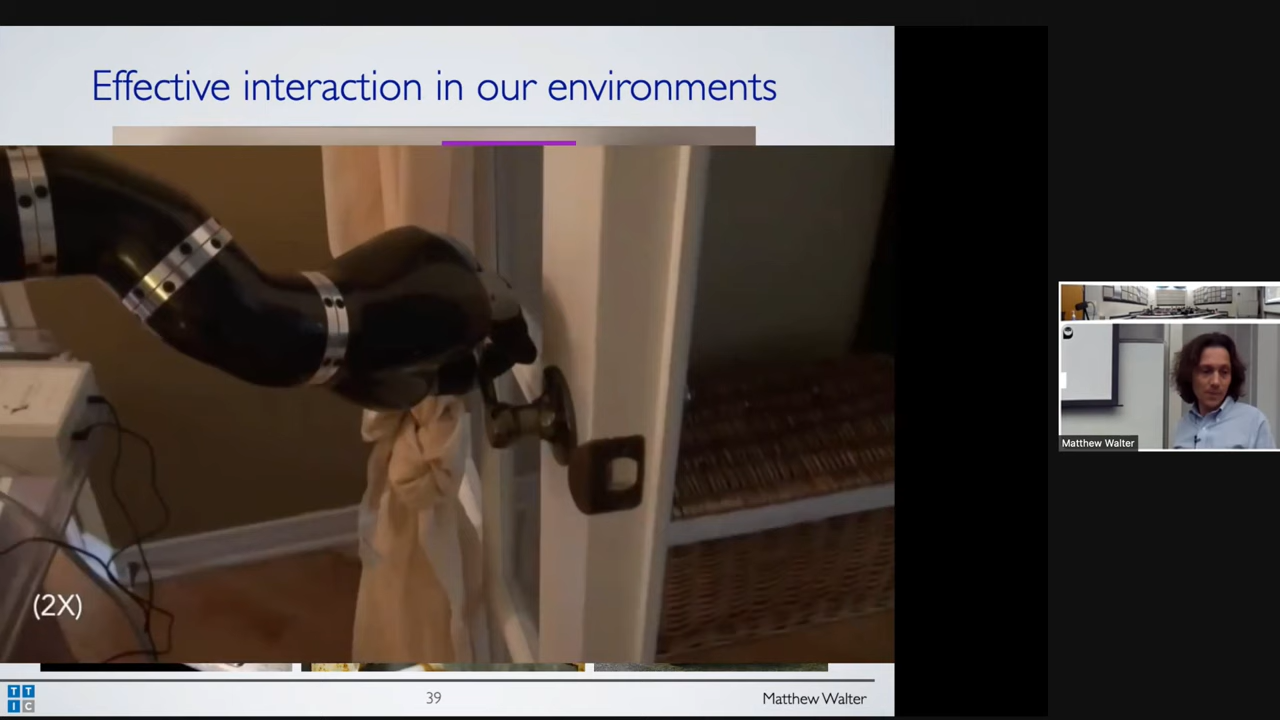 Effective interaction in our environments
(2X)
Matthew Walter
TT
IC
39
Matthew Walter